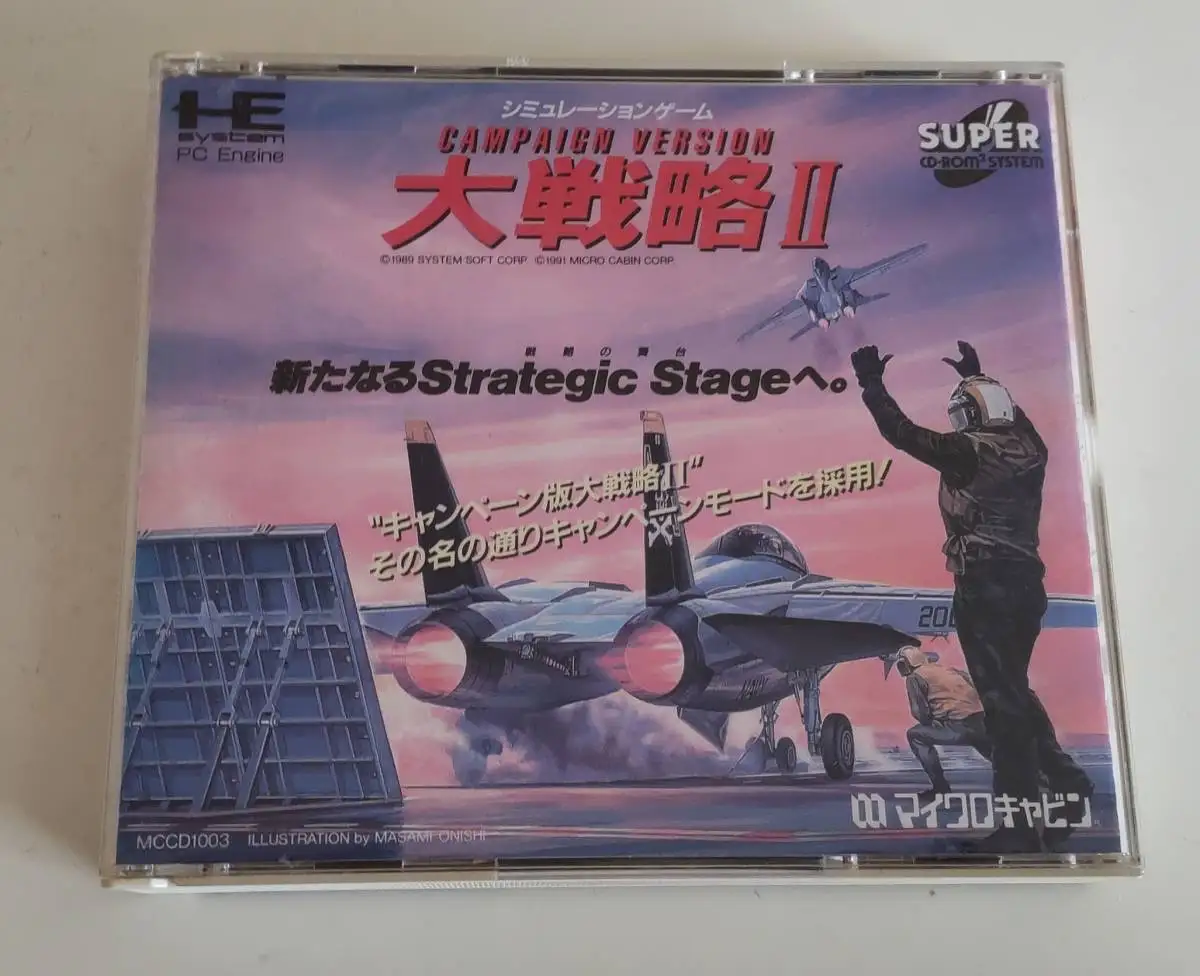 HE
system
PC Engine
シミュレーションゲーム
CAMPAIGN VERSION
大戦略II
©1989 SYSTEM SOFT CORP. ©1991 MICRO CABIN CORP.
SUPER
CD-ROM² SYSTEM
戦略の舞台
新たなるStrategic Stageへ。
"キャンペーン版大戦略II"
その名の通りキャンペーンモードを採用!
NAVY
マイクロキャビン
MCCD1003 ILLUSTRATION by MASAMI ONISHI